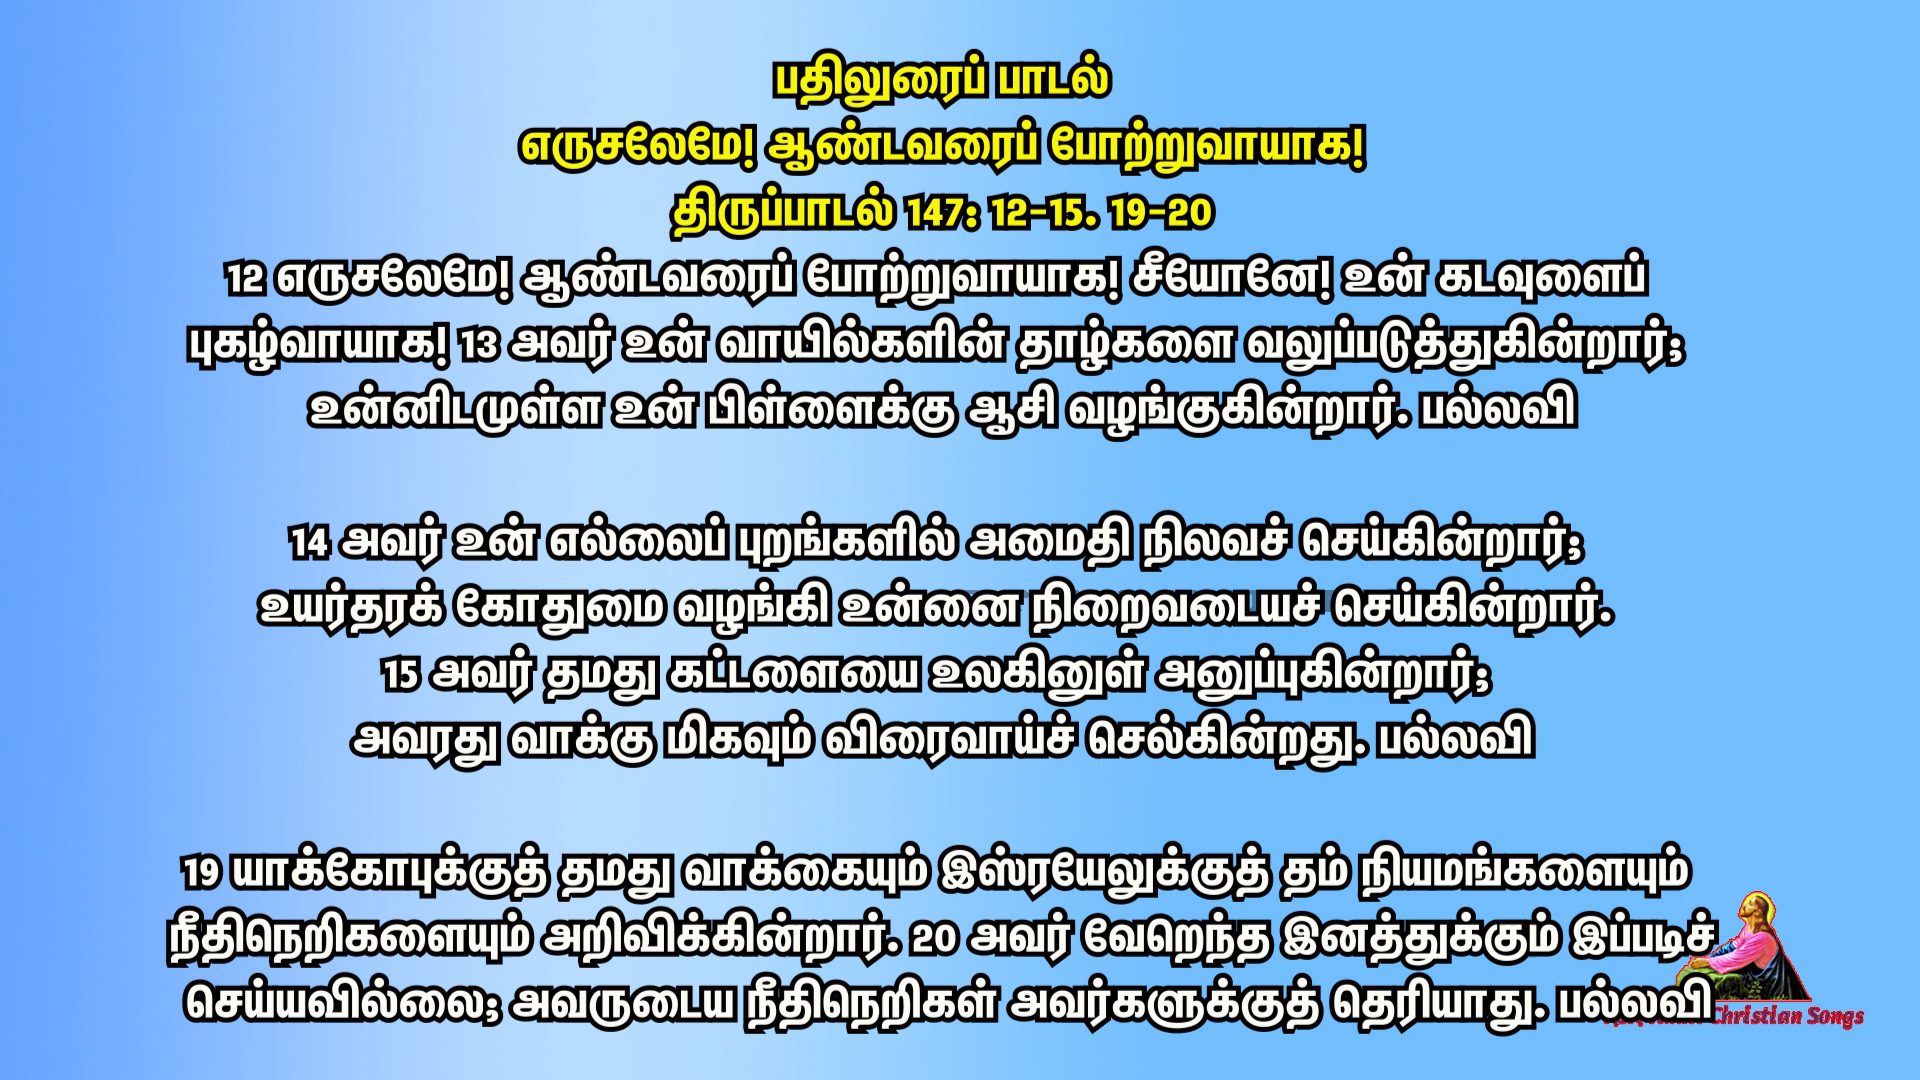 பதிலுரைப் பாடல்
எருசலேமே! ஆண்டவரைப் போற்றுவாயாக!
திருப்பாடல் 147: 12-15. 19-20
12 எருசலேமே! ஆண்டவரைப் போற்றுவாயாக! சீயோனே! உன் கடவுளைப்
புகழ்வாயாக! 13 அவர் உன் வாயில்களின் தாழ்களை வலுப்படுத்துகின்றார்;
உன்னிடமுள்ள உன் பிள்ளைக்கு ஆசி வழங்குகின்றார். பல்லவி
14 அவர் உன் எல்லைப் புறங்களில் அமைதி நிலவச் செய்கின்றார்;
உயர்தரக் கோதுமை வழங்கி உன்னை நிறைவடையச் செய்கின்றார்.
15 அவர் தமது கட்டளையை உலகினுள் அனுப்புகின்றார்;
அவரது வாக்கு மிகவும் விரைவாய்ச் செல்கின்றது. பல்லவி
19 யாக்கோபுக்குத் தமது வாக்கையும் இஸ்ரயேலுக்குத் தம் நியமங்களையும்
நீதிநெறிகளையும் அறிவிக்கின்றார். 20 அவர் வேறெந்த இனத்துக்கும் இப்படிச்
செய்யவில்லை; அவருடைய நீதிநெறிகள் அவர்களுக்குத் தெரியாது. பல்லவி
Christian Songs